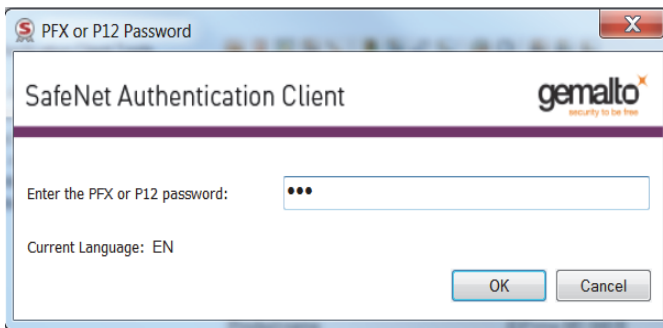 PFX or P12 Password
X
SafeNet Authentication Client
gemalto
security to be free
Enter the PFX or P12 password:
•••
Current Language: EN
OK
Cancel